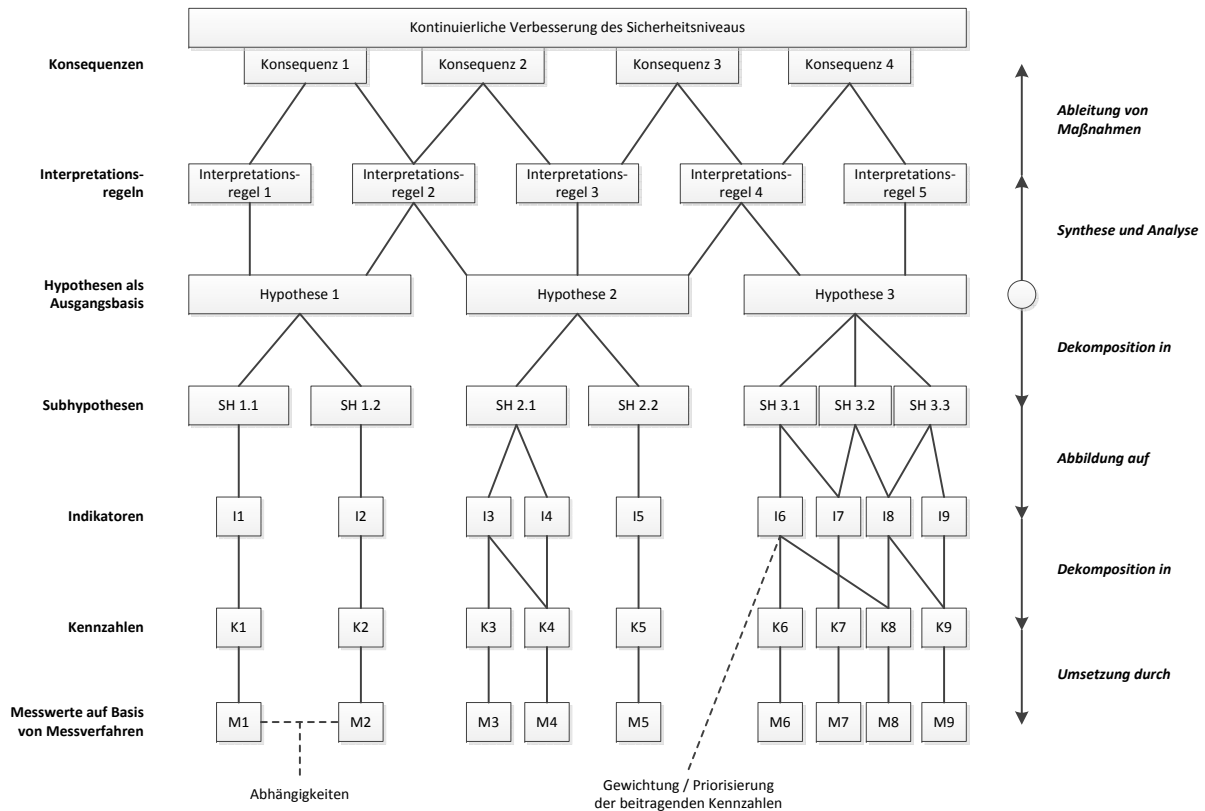 Kontinuierliche Verbesserung des Sicherheitsniveaus
Konsequenzen
Konsequenz 1
Konsequenz 2
Konsequenz 3
Konsequenz 4
Ableitung von
Maßnahmen
Interpretations-
regeln
Interpretations-
regel 1
Interpretations-
regel 2
Interpretations-
regel 3
Interpretations-
regel 4
Interpretations-
regel 5
Synthese und Analyse
Hypothesen als
Ausgangsbasis
Hypothese 1
Hypothese 2
Hypothese 3
Dekomposition in
Subhypothesen
SH 1.1
SH 1.2
SH 2.1
SH 2.2
SH 3.1
SH 3.2
SH 3.3
Abbildung auf
Indikatoren
I1
I2
I3
I4
I5
I6
I7
I8
I9
Dekomposition in
Kennzahlen
K1
K2
K3
K4
K5
K6
K7
K8
K9
Umsetzung durch
Messwerte auf Basis
von Messverfahren
M1
M2
M3
M4
M5
M6
M7
M8
M9
Abhängigkeiten
Gewichtung / Priorisierung
der beitragenden Kennzahlen